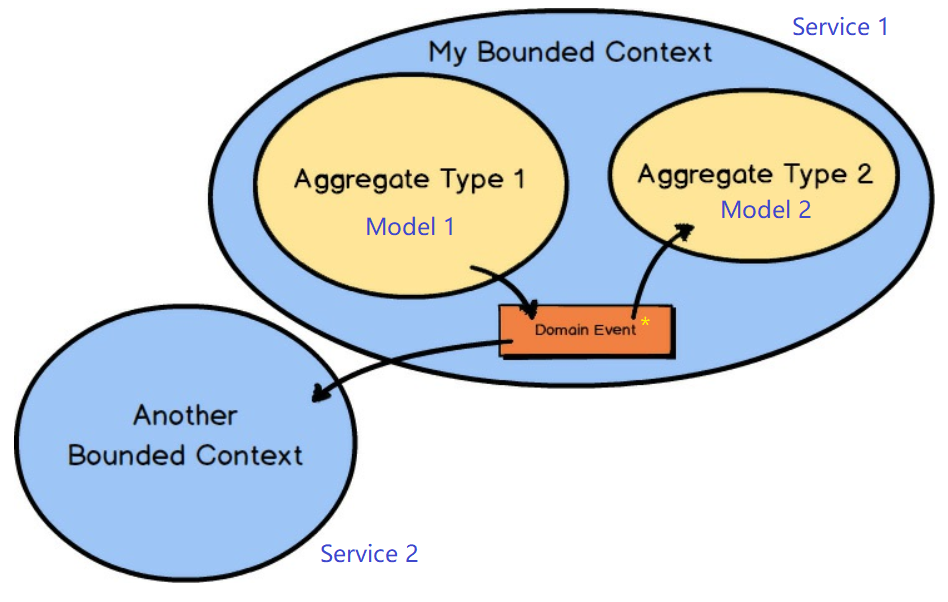 Service 1
My Bounded Context
Aggregate Type 1
Model 1
Aggregate Type 2
Model 2
Domain Event *
Another
Bounded Context
Service 2